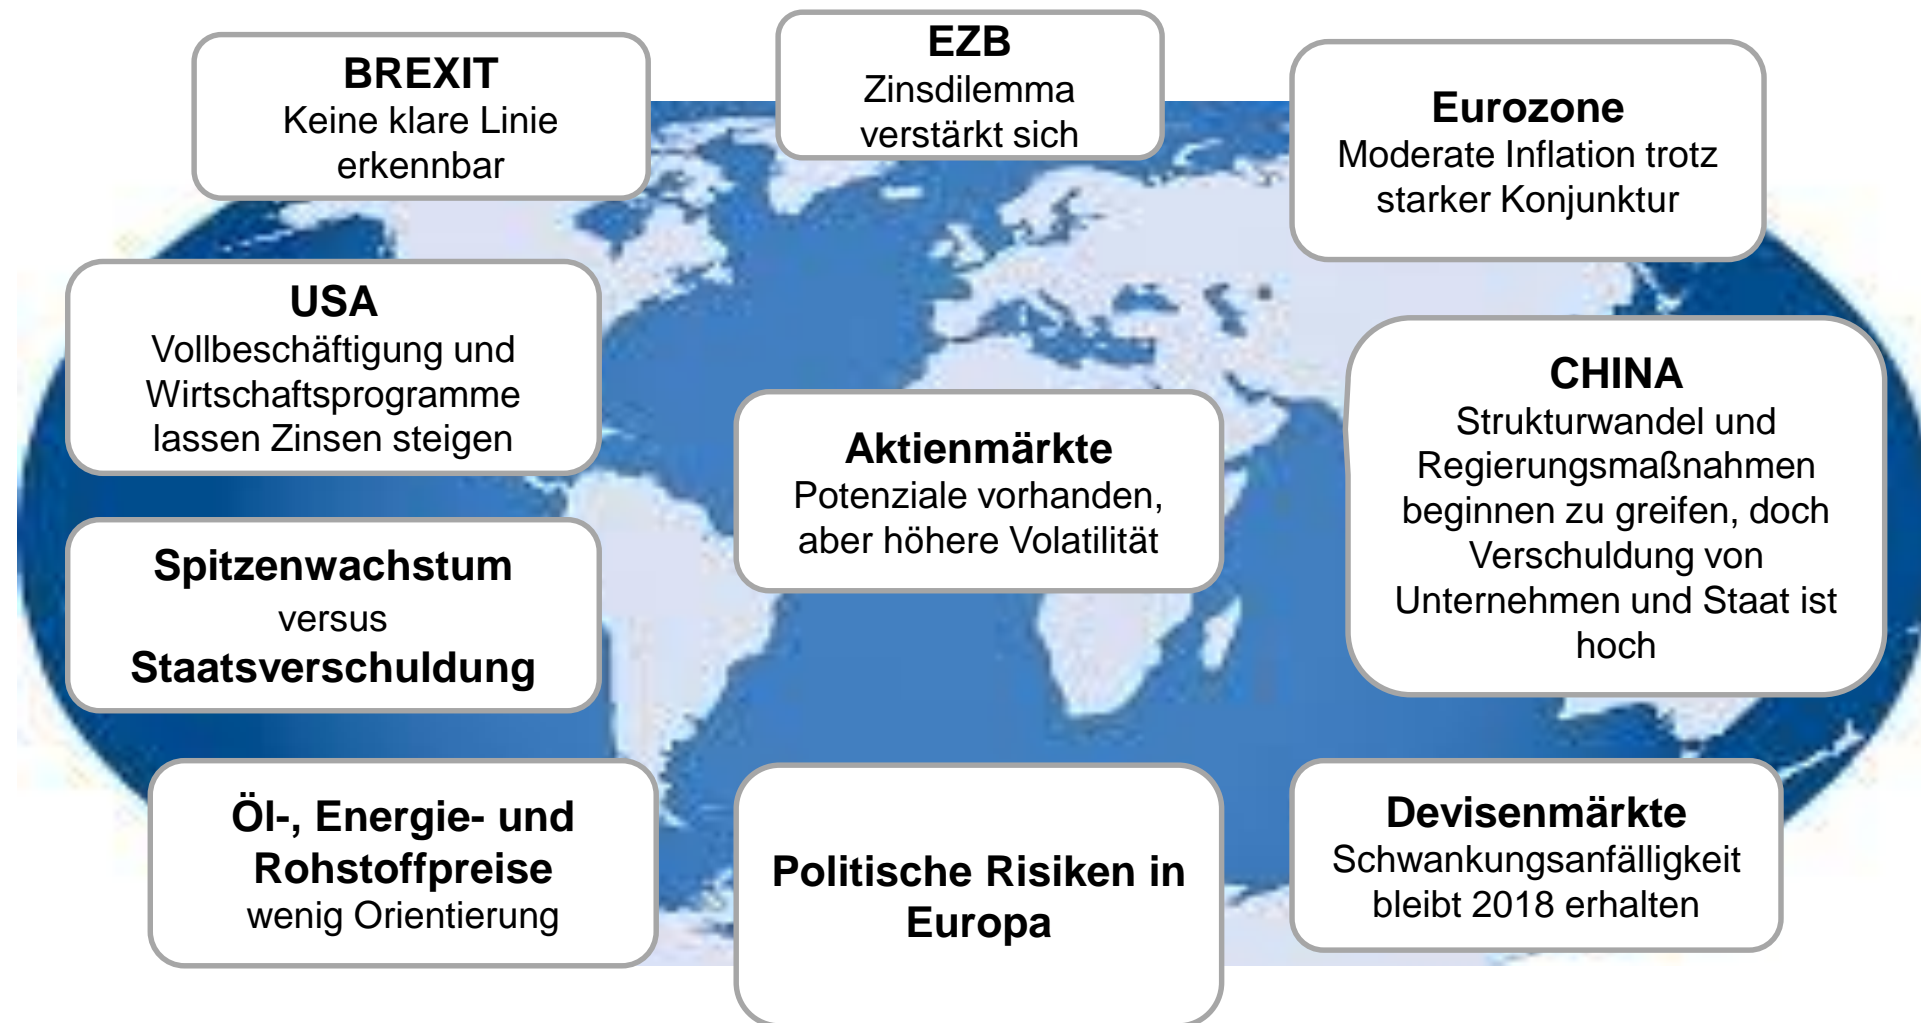 BREXIT
Keine klare Linie
erkennbar
EZB
Zinsdilemma
verstärkt sich
Eurozone
Moderate Inflation trotz
starker Konjunktur
USA
Vollbeschäftigung und
Wirtschaftsprogramme
lassen Zinsen steigen
Aktienmärkte
Potenziale vorhanden,
aber höhere Volatilität
CHINA
Strukturwandel und
Regierungsmaßnahmen
beginnen zu greifen, doch
Verschuldung von
Unternehmen und Staat ist
hoch
Spitzenwachstum
versus
Staatsverschuldung
Öl-, Energie- und
Rohstoffpreise
wenig Orientierung
Politische Risiken in
Europa
Devisenmärkte
Schwankungsanfälligkeit
bleibt 2018 erhalten